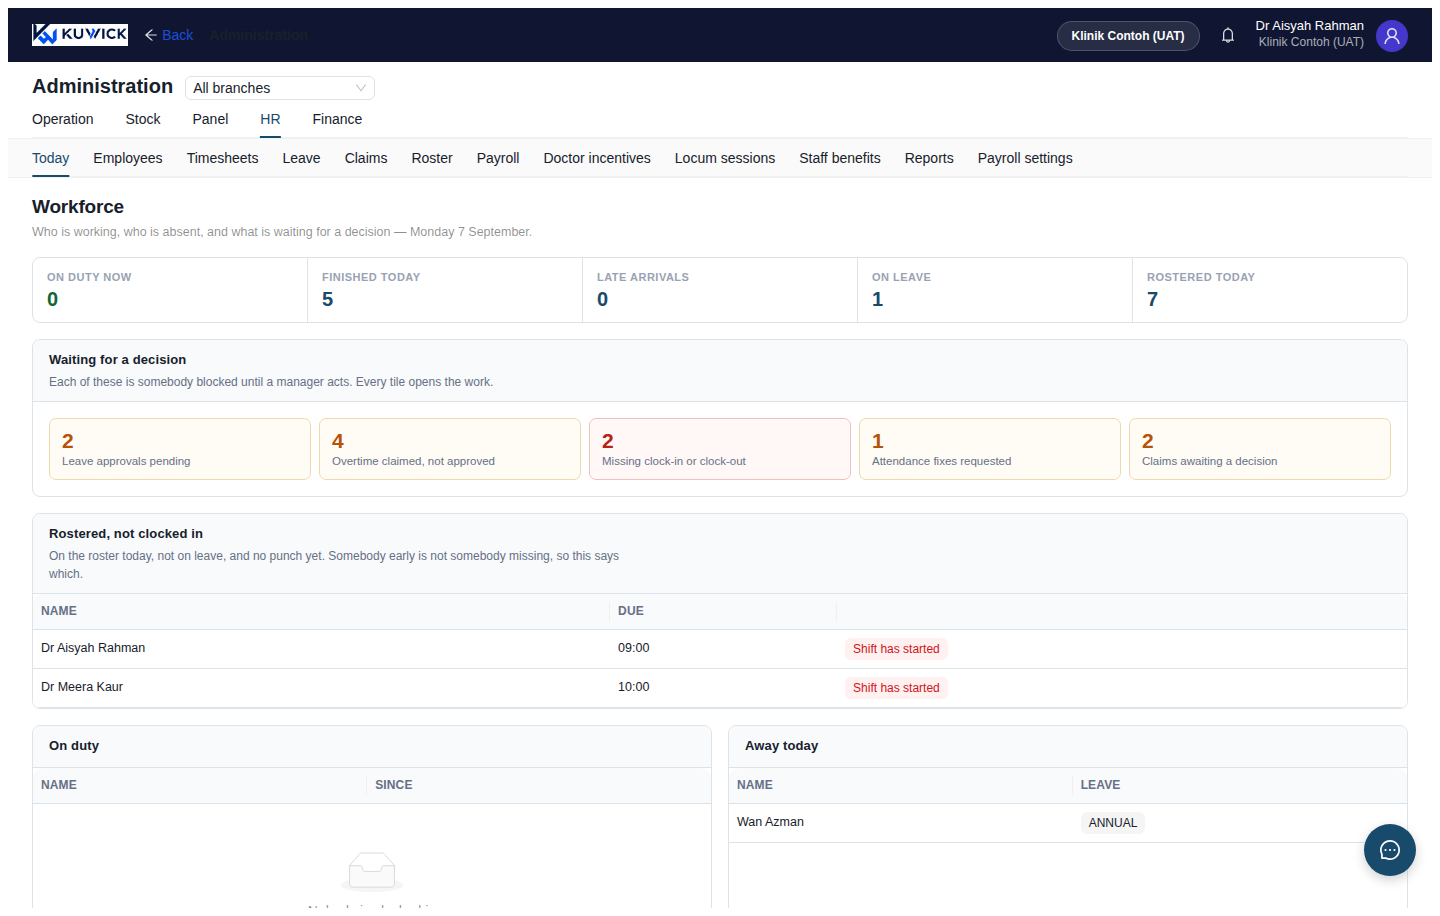 KUWICK
Back
Administration
Klinik Contoh (UAT)
Dr Aisyah Rahman
Klinik Contoh (UAT)
Administration
All branches
Operation
Stock
Panel
HR
Finance
Today
Employees
Timesheets
Leave
Claims
Roster
Payroll
Doctor incentives
Locum sessions
Staff benefits
Reports
Payroll settings
Workforce
Who is working, who is absent, and what is waiting for a decision — Monday 7 September.
ON DUTY NOW
0
FINISHED TODAY
5
LATE ARRIVALS
0
ON LEAVE
1
ROSTERED TODAY
7
Waiting for a decision
Each of these is somebody blocked until a manager acts. Every tile opens the work.
2
Leave approvals pending
4
Overtime claimed, not approved
2
Missing clock-in or clock-out
1
Attendance fixes requested
2
Claims awaiting a decision
Rostered, not clocked in
On the roster today, not on leave, and no punch yet. Somebody early is not somebody missing, so this says
which.
NAME
DUE
Dr Aisyah Rahman
09:00
Shift has started
Dr Meera Kaur
10:00
Shift has started
On duty
NAME
SINCE
Away today
NAME
LEAVE
Wan Azman
ANNUAL